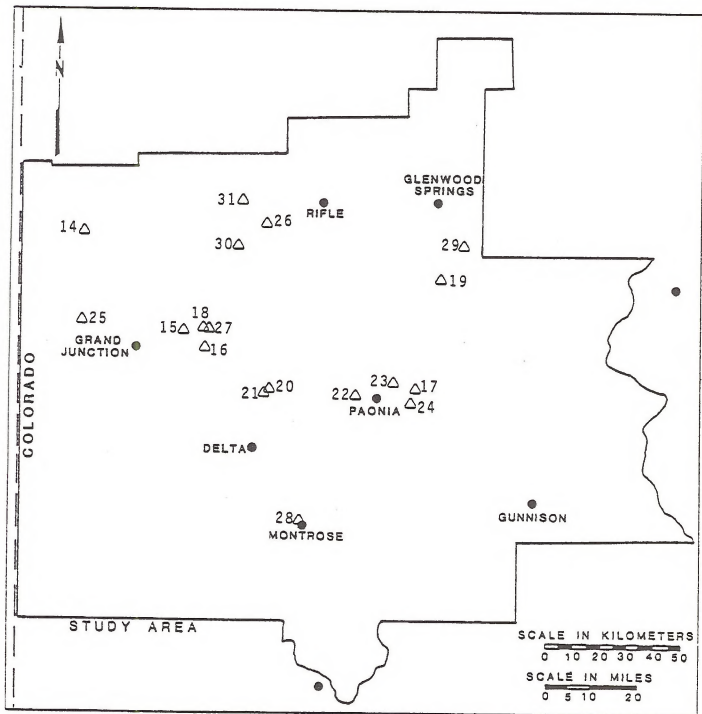 N
GLENWOOD
SPRINGS
31
RIFLE
26
14
30
29
19
25
18
15
27
GRAND
JUNCTION
16
23
17
21
20
22
PAONIA
24
COLORADO
DELTA
28
MONTROSE
GUNNISON
STUDY AREA
SCALE IN KILOMETERS
0 10 20 30 40 50
SCALE IN MILES
0 5 10 20